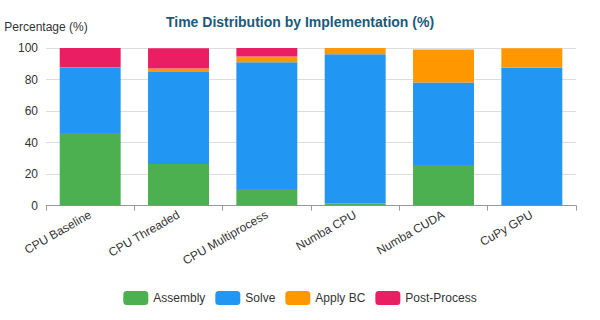 Time Distribution by Implementation (%)
Percentage (%)
100
80
60
40
20
0
CPU Baseline
CPU Threaded
CPU Multiprocess
Numba CPU
Numba CUDA
CuPy GPU
Assembly Solve Apply BC Post-Process